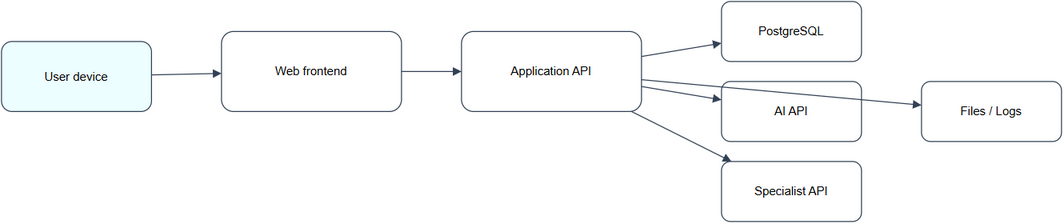 User device
Web frontend
Application API
PostgreSQL
AI API
Files / Logs
Specialist API